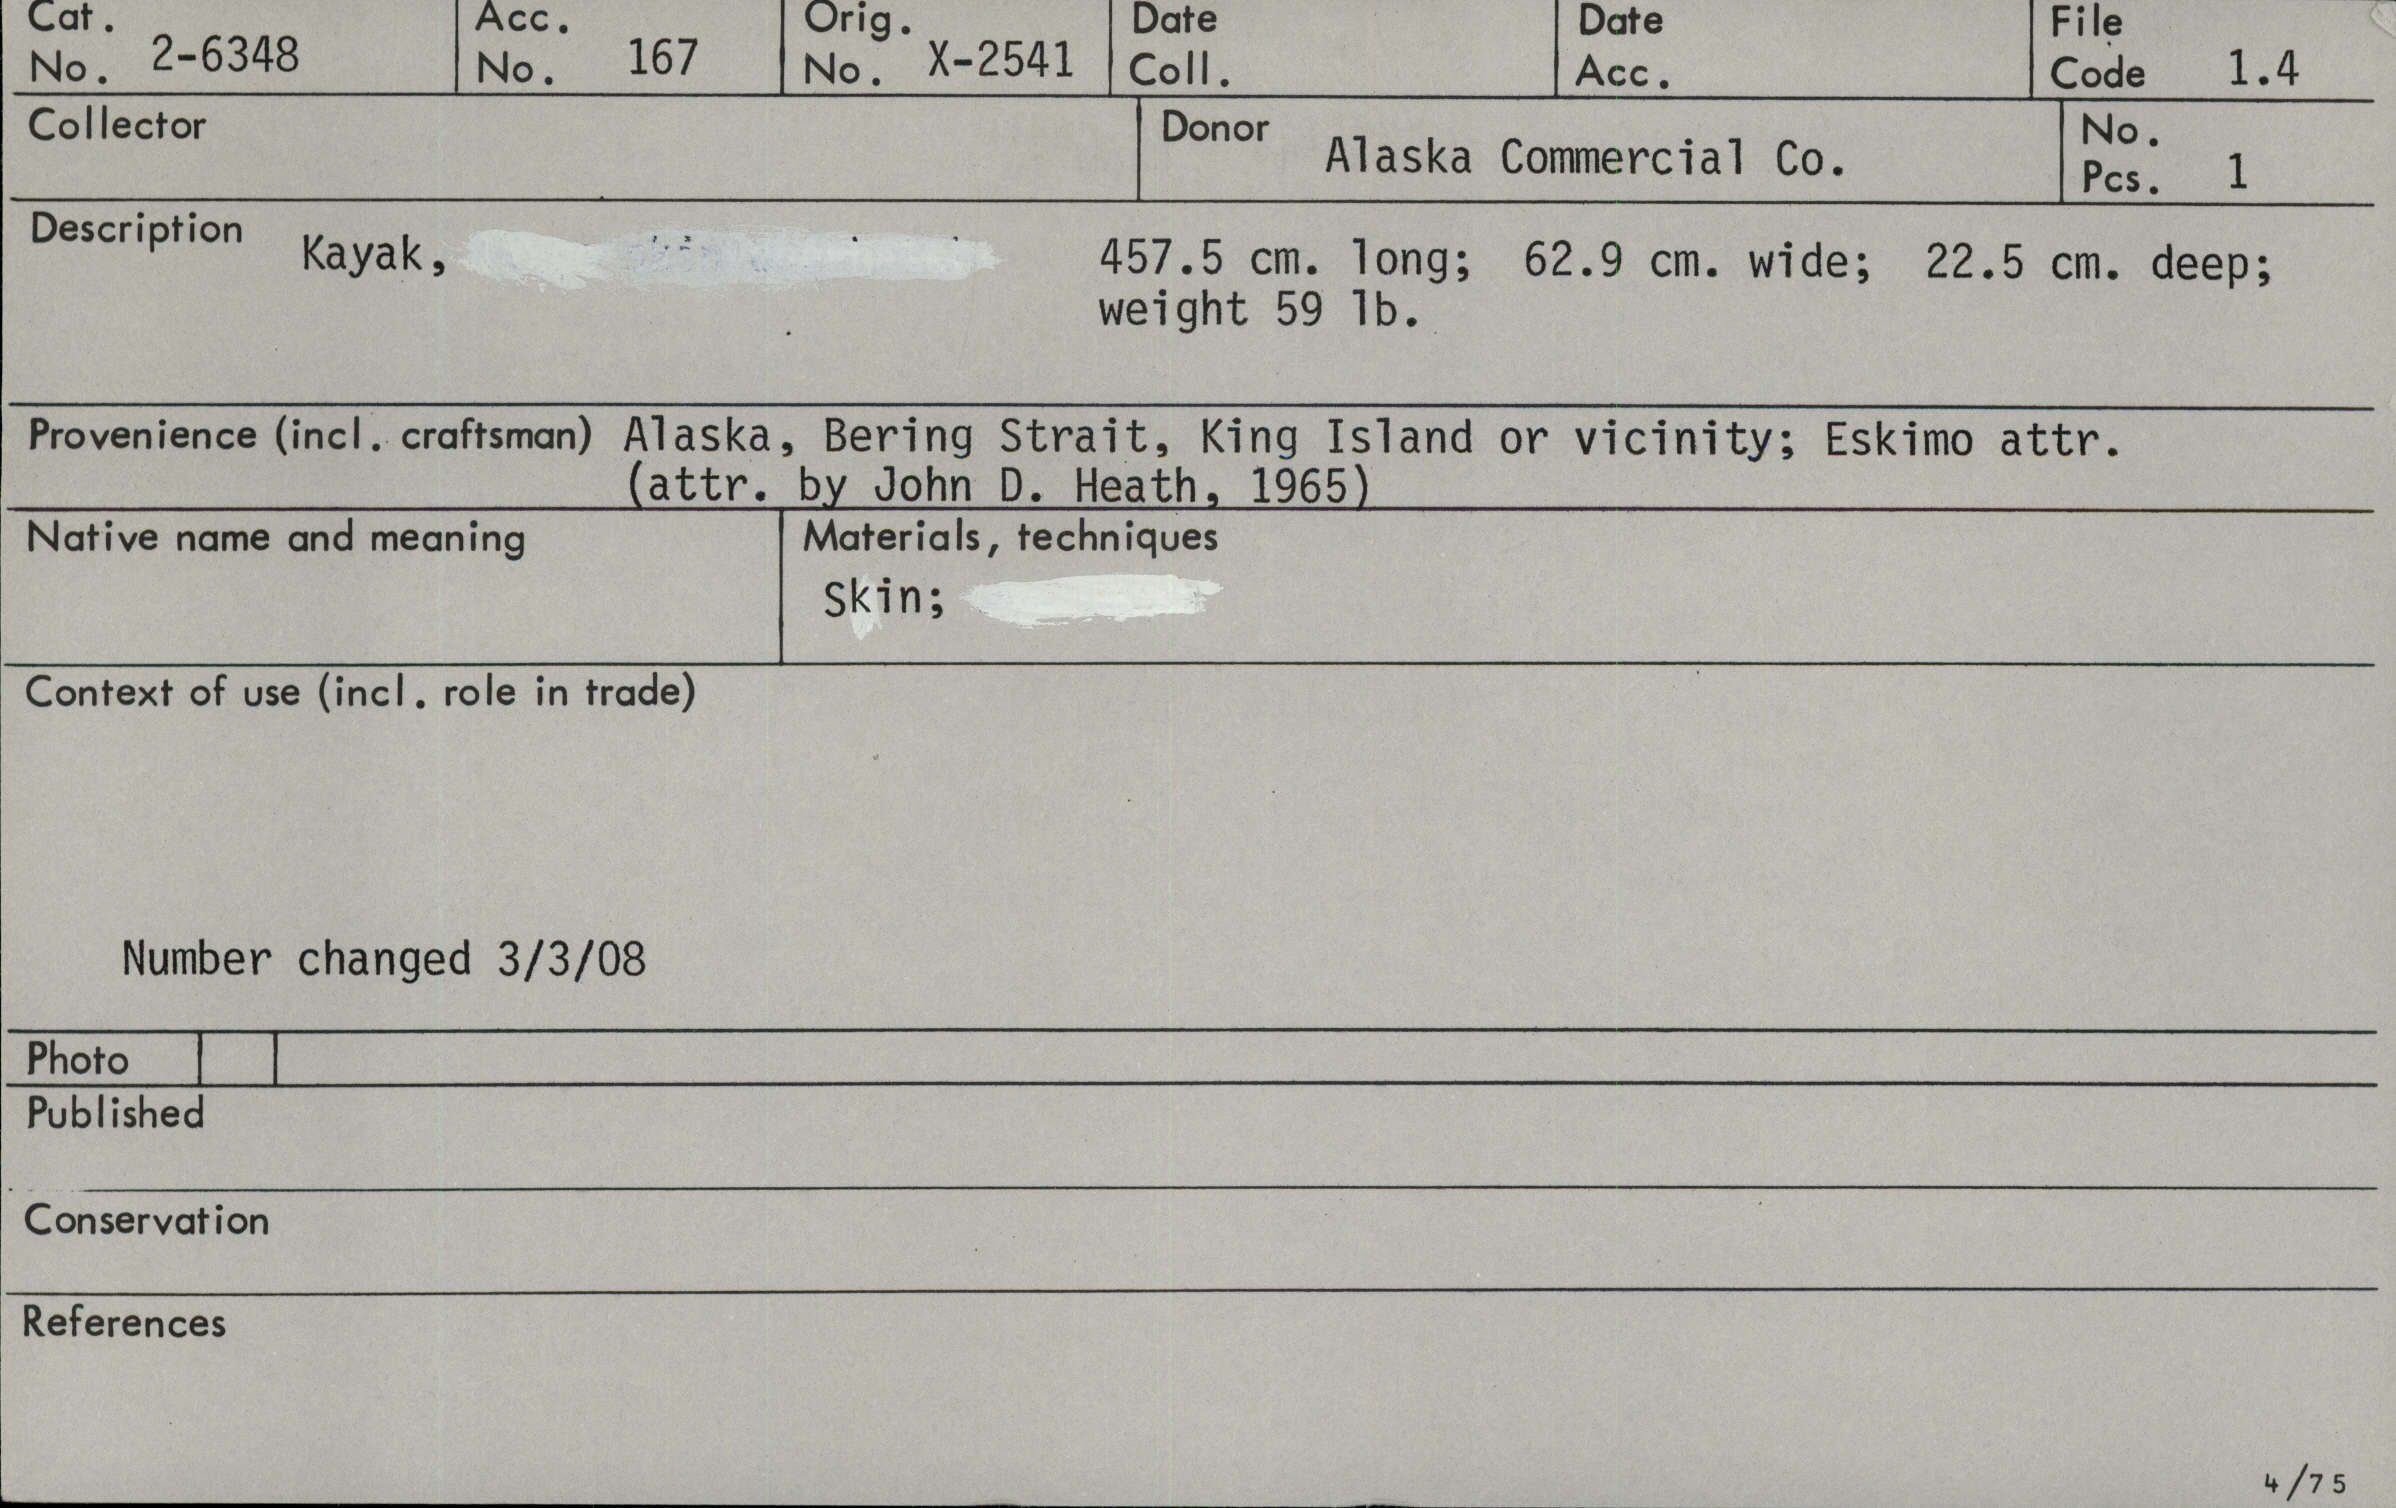 Cat. No. 2-6348
Acc. No. 167
Orig. No. X-2541
Date Coll.
Date Acc.
File Code 1.4
Collector
Donor Alaska Commercial Co.
No. Pcs. 1
Description Kayak, 457.5 cm. long; 62.9 cm. wide; 22.5 cm. deep;
weight 59 lb.
Provenience (incl. craftsman) Alaska, Bering Strait, King Island or vicinity; Eskimo attr.
(attr. by John D. Heath, 1965)
Native name and meaning
Materials, techniques
Skin;
Context of use (incl. role in trade)
Number changed 3/3/08
Photo
Published
Conservation
References
4/75